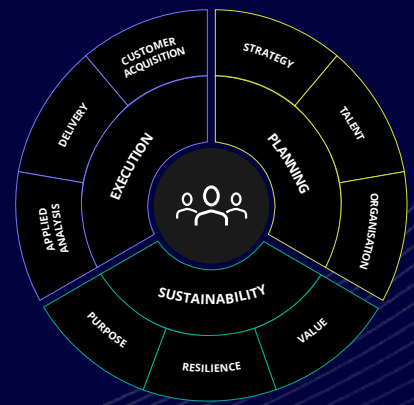 CUSTOMER
ACQUISITION
STRATEGY
DELIVERY
TALENT
EXECUTION
PLANNING
APPLIED
ANALYSIS
ORGANISATION
SUSTAINABILITY
PURPOSE
RESILIENCE
VALUE